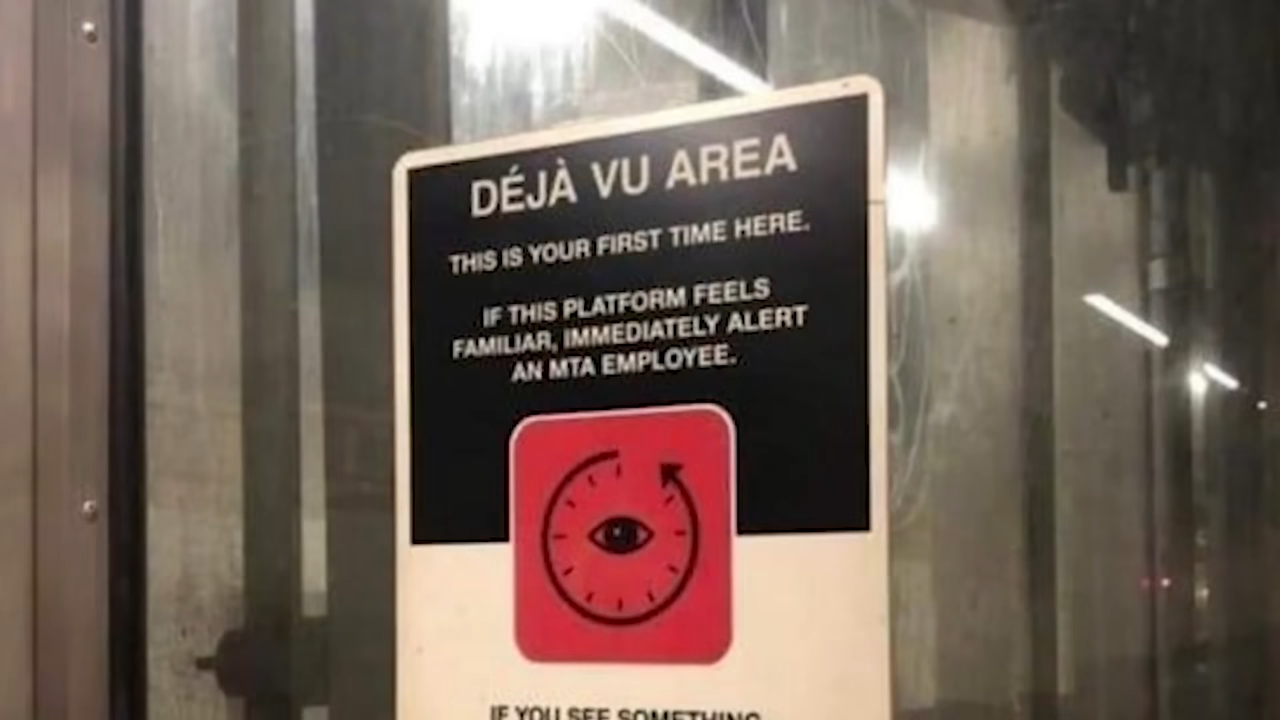 DÉJÀ VU AREA
THIS IS YOUR FIRST TIME HERE.
IF THIS PLATFORM FEELS
FAMILIAR, IMMEDIATELY ALERT
AN MTA EMPLOYEE.
IF YOU SEE SOMETHING